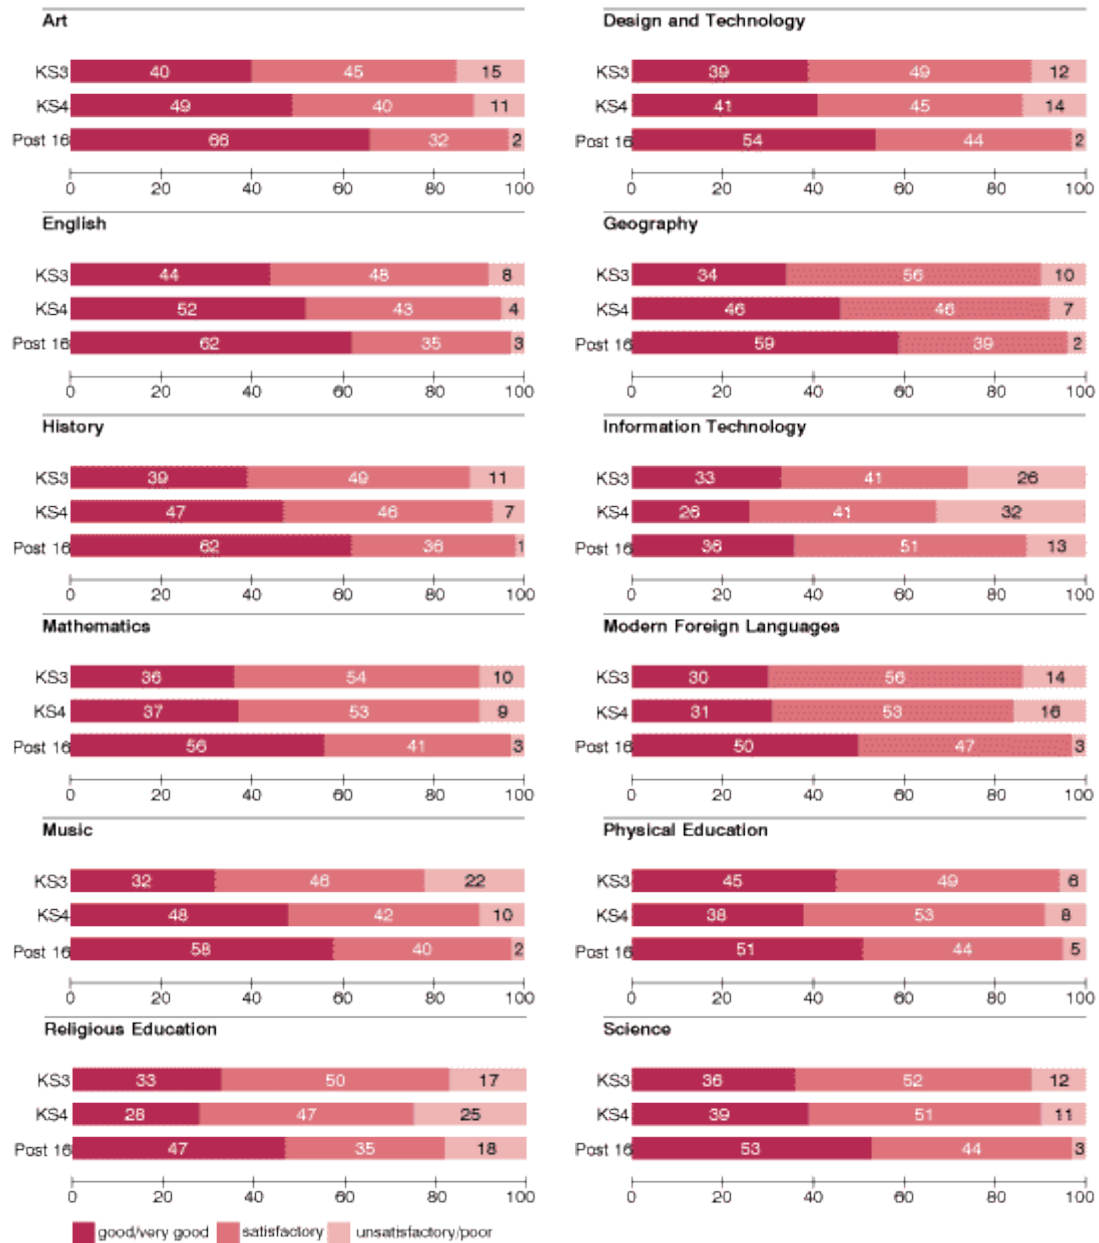 Art
KS3 40 45 15
KS4 49 40 11
Post 16 66 32 2
0 20 40 60 80 100
Design and Technology
KS3 39 49 12
KS4 41 45 14
Post 16 54 44 2
0 20 40 60 80 100
English
KS3 44 48 8
KS4 52 43 4
Post 16 62 35 3
0 20 40 60 80 100
Geography
KS3 34 56 10
KS4 46 46 7
Post 16 59 39 2
0 20 40 60 80 100
History
KS3 39 49 11
KS4 47 46 7
Post 16 62 36 1
0 20 40 60 80 100
Information Technology
KS3 33 41 26
KS4 26 41 32
Post 16 36 51 13
0 20 40 60 80 100
Mathematics
KS3 36 54 10
KS4 37 53 9
Post 16 56 41 3
0 20 40 60 80 100
Modern Foreign Languages
KS3 30 56 14
KS4 31 53 16
Post 16 50 47 3
0 20 40 60 80 100
Music
KS3 32 46 22
KS4 48 42 10
Post 16 58 40 2
0 20 40 60 80 100
Physical Education
KS3 45 49 6
KS4 38 53 8
Post 16 51 44 5
0 20 40 60 80 100
Religious Education
KS3 33 50 17
KS4 28 47 25
Post 16 47 35 18
0 20 40 60 80 100
Science
KS3 36 52 12
KS4 39 51 11
Post 16 53 44 3
0 20 40 60 80 100
good/very good satisfactory unsatisfactory/poor